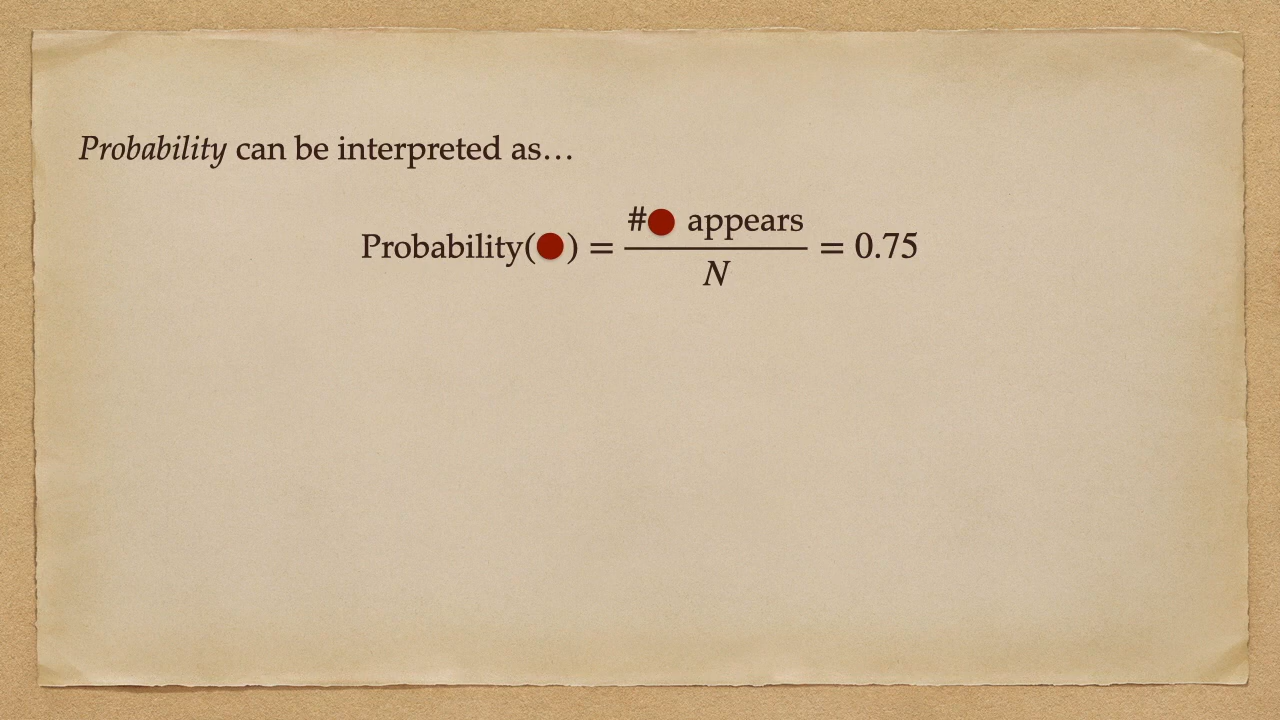 Probability can be interpreted as…
Probability(🔴) = #🔴 appears / N = 0.75